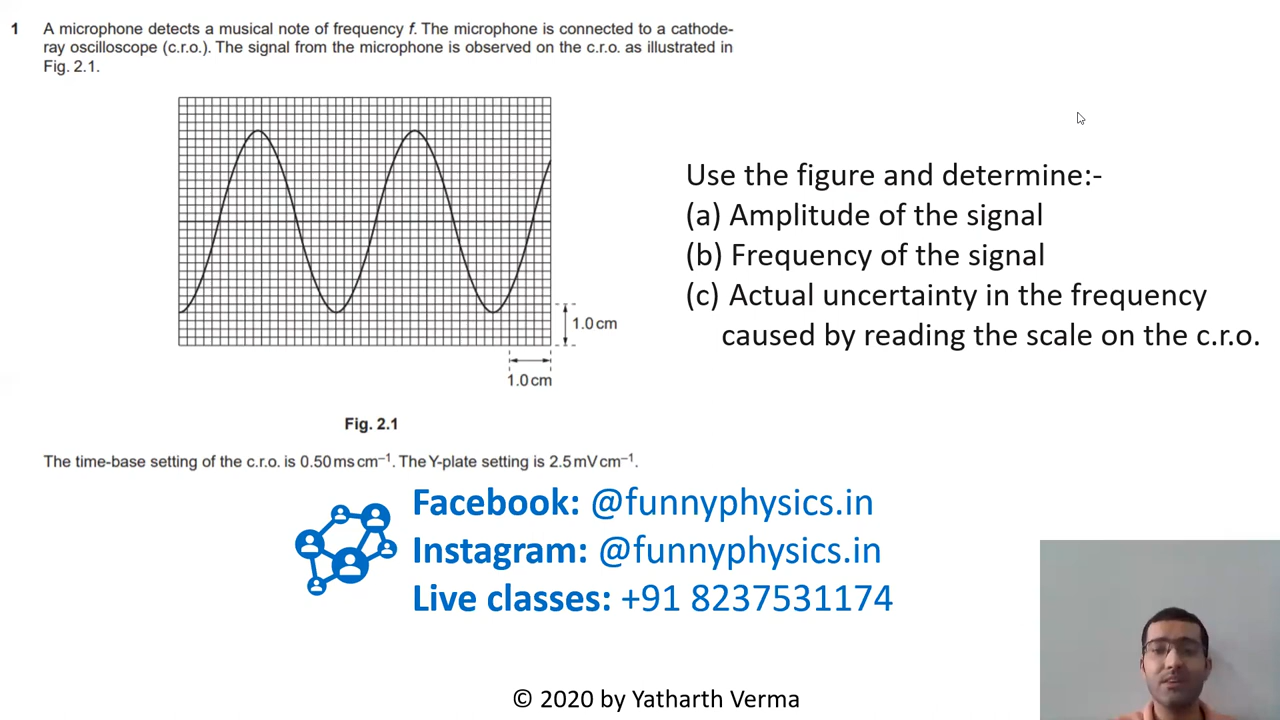 1 A microphone detects a musical note of frequency f. The microphone is connected to a cathode-
ray oscilloscope (c.r.o.). The signal from the microphone is observed on the c.r.o. as illustrated in
Fig. 2.1.
Use the figure and determine:-
(a) Amplitude of the signal
(b) Frequency of the signal
(c) Actual uncertainty in the frequency
caused by reading the scale on the c.r.o.
1.0 cm
1.0 cm
Fig. 2.1
The time-base setting of the c.r.o. is 0.50 ms cm⁻¹. The Y-plate setting is 2.5 mV cm⁻¹.
Facebook: @funnyphysics.in
Instagram: @funnyphysics.in
Live classes: +91 8237531174
© 2020 by Yatharth Verma